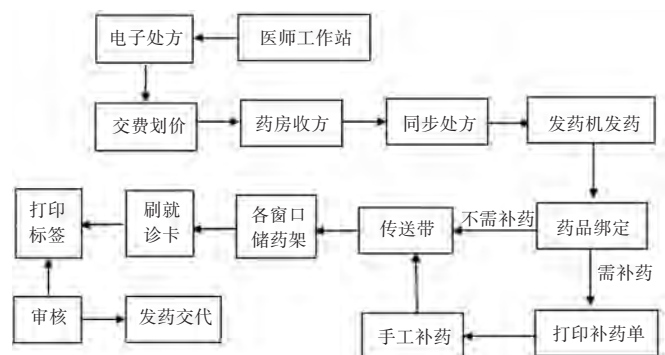 电子处方
医师工作站
交费划价
药房收方
同步处方
发药机发药
打印
标签
刷就
诊卡
各窗口
储药架
传送带
不需补药
药品绑定
需补药
审核
发药交代
手工补药
打印补药单